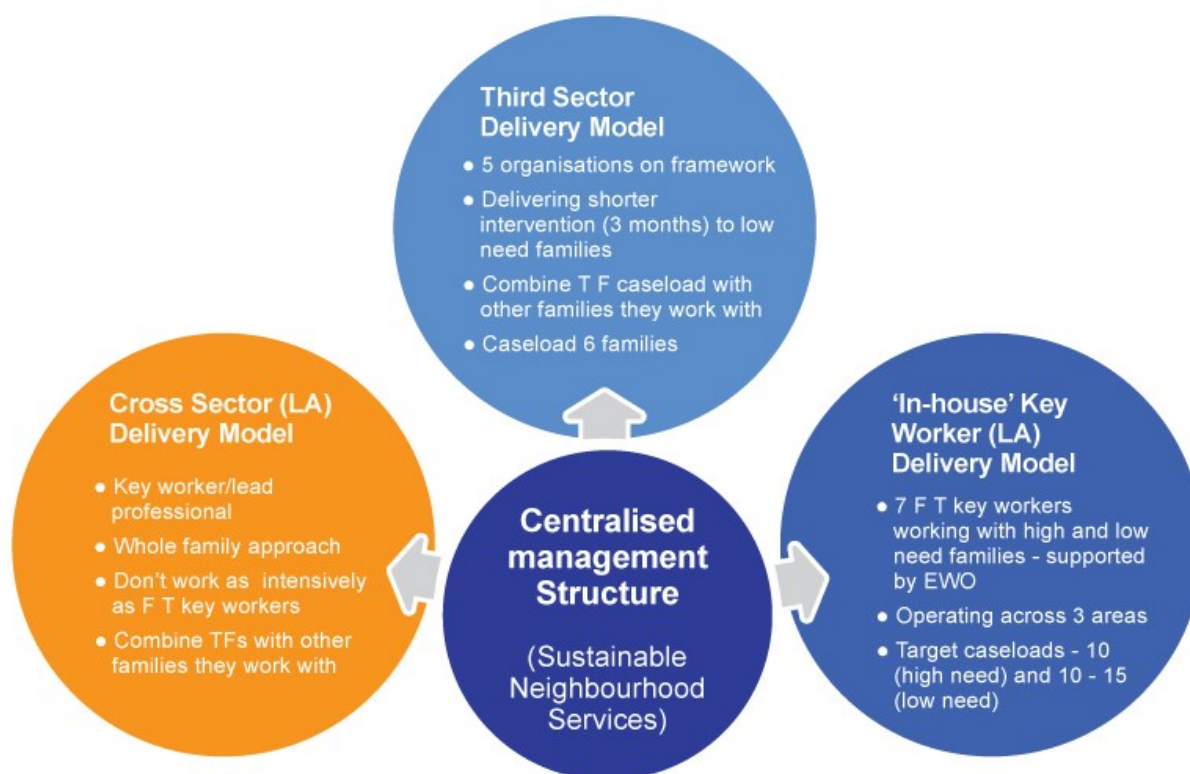 Third Sector
Delivery Model
● 5 organisations on framework
● Delivering shorter
intervention (3 months) to low
need families
● Combine T F caseload with
other families they work with
● Caseload 6 families
Cross Sector (LA)
Delivery Model
● Key worker/lead
professional
● Whole family approach
● Don’t work as  intensively
as F T key workers
● Combine TFs with other
families they work with
Centralised
management
Structure
(Sustainable
Neighbourhood
Services)
‘In-house’ Key
Worker (LA)
Delivery Model
● 7 F T key workers
working with high and low
need families - supported
by EWO
● Operating across 3 areas
● Target caseloads - 10
(high need) and 10 - 15
(low need)